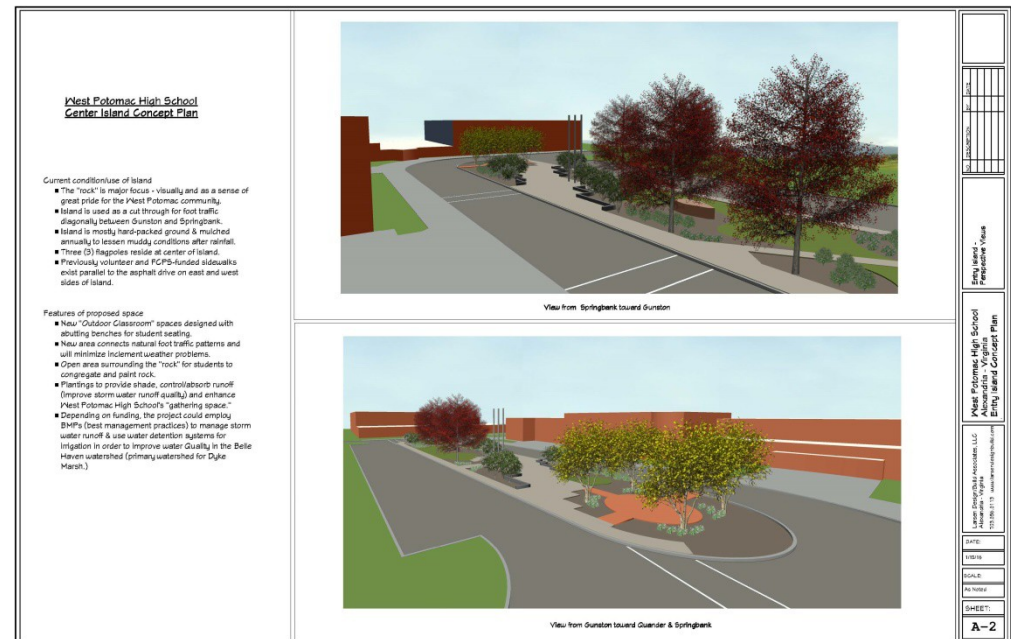 West Potomac High School
Center Island Concept Plan
Current condition/use of island
■ The "rock" is major focus - visually and as a sense of
great pride for the West Potomac community.
■ Island is used as a cut through for foot traffic
diagonally between Gunston and Springbank.
■ Island is mostly hard-packed ground & mulched
annually to lessen muddy conditions after rainfall.
■ Three (3) flagpoles reside at center of island.
■ Previously volunteer and FCPS-funded sidewalks
exist parallel to the asphalt drive on east and west
sides of island.
Features of proposed space
■ New "Outdoor Classroom" spaces designed with
abutting benches for student seating.
■ New area connects natural foot traffic patterns and
will minimize inclement weather problems.
■ Open area surrounding the "rock" for students to
congregate and paint rock.
■ Plantings to provide shade, control/absorb runoff
(improve storm water runoff quality) and enhance
West Potomac High School's "gathering space."
■ Depending on funding, the project could employ
BMPs (best management practices) to manage storm
water runoff & use water detention systems for
irrigation in order to improve water Quality in the Belle
Haven watershed (primary watershed for Dyke
Marsh.)
View from Springbank toward Gunston
View from Gunston toward Quander & Springbank
NO. DESCRIPTION BY DATE
Entry Island -
Perspective Views
West Potomac High School
Alexandria - Virginia
Entry Island Concept Plan
Larsen Design/Build Associates, LLC
Alexandria - Virginia
DATE:
SCALE:
As Noted
SHEET:
A-2